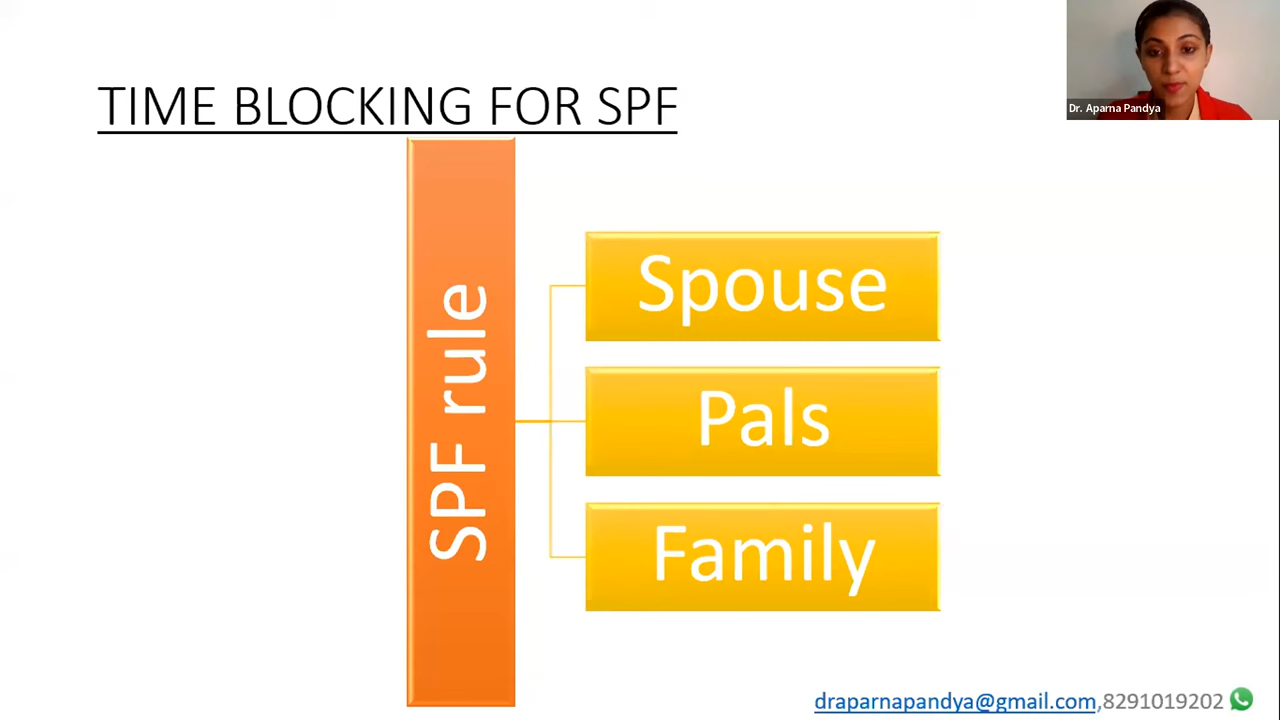 TIME BLOCKING FOR SPF
Dr. Aparna Pandya
SPF rule
Spouse
Pals
Family
draparnapandya@gmail.com,8291019202